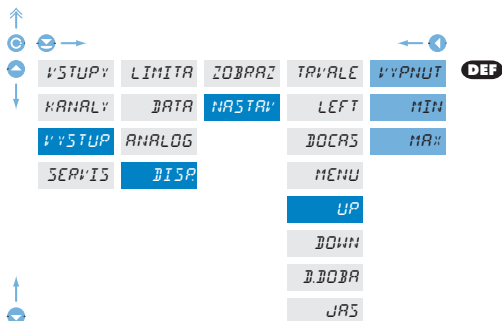 VSTUPY LIMITA ZOBRAZ TRVALE VYPNUT DEF
KANALY DATA NASTAV LEFT MIN
VYSTUP ANALOG DOCAS MAX
SERVIS DISP. MENU
UP
DOWN
D.DOBA
JAS